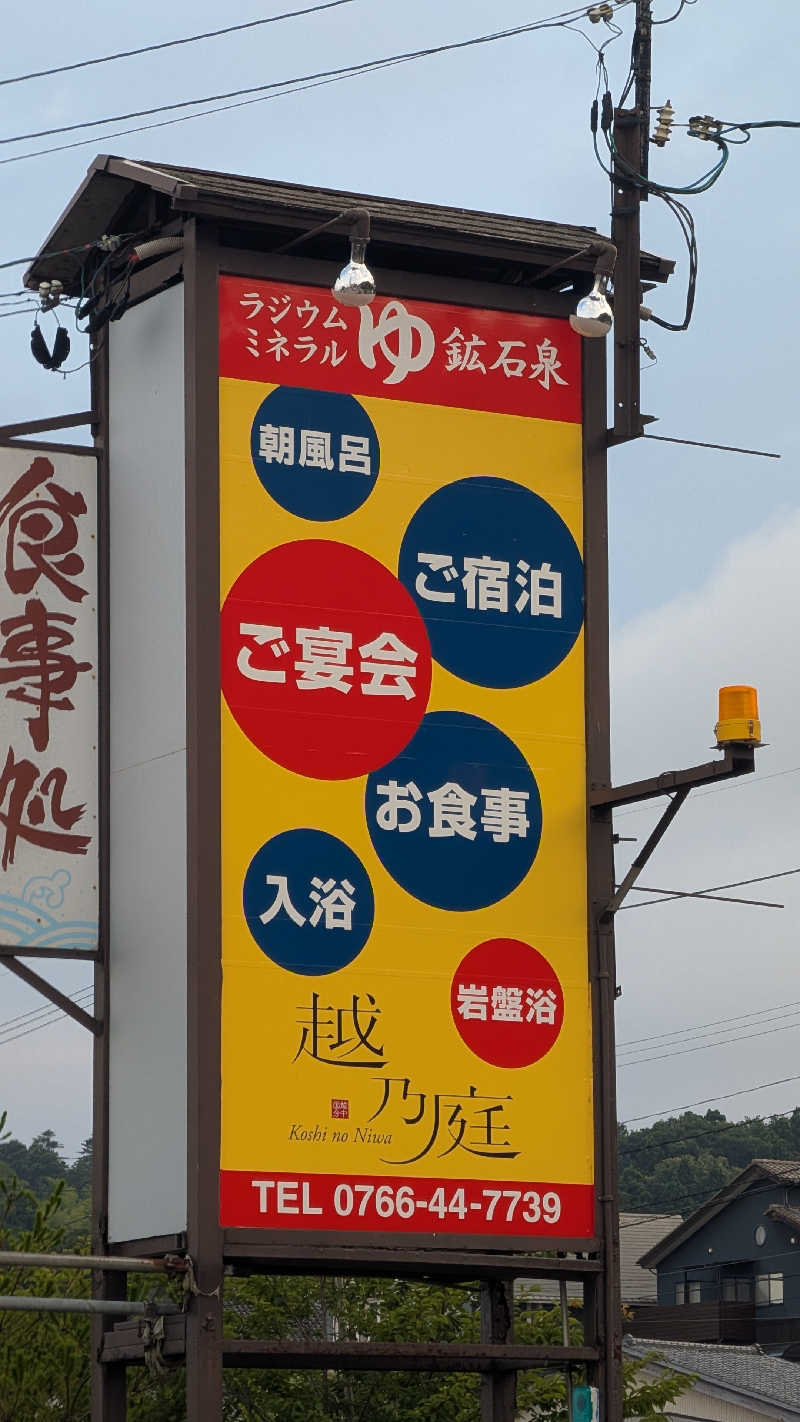 ラジウム
ミネラル
ゆ
鉱石泉
朝風呂
ご宿泊
ご宴会
お食事
入浴
岩盤浴
越
乃庭
Koshi no Niwa
TEL 0766-44-7739
食事処